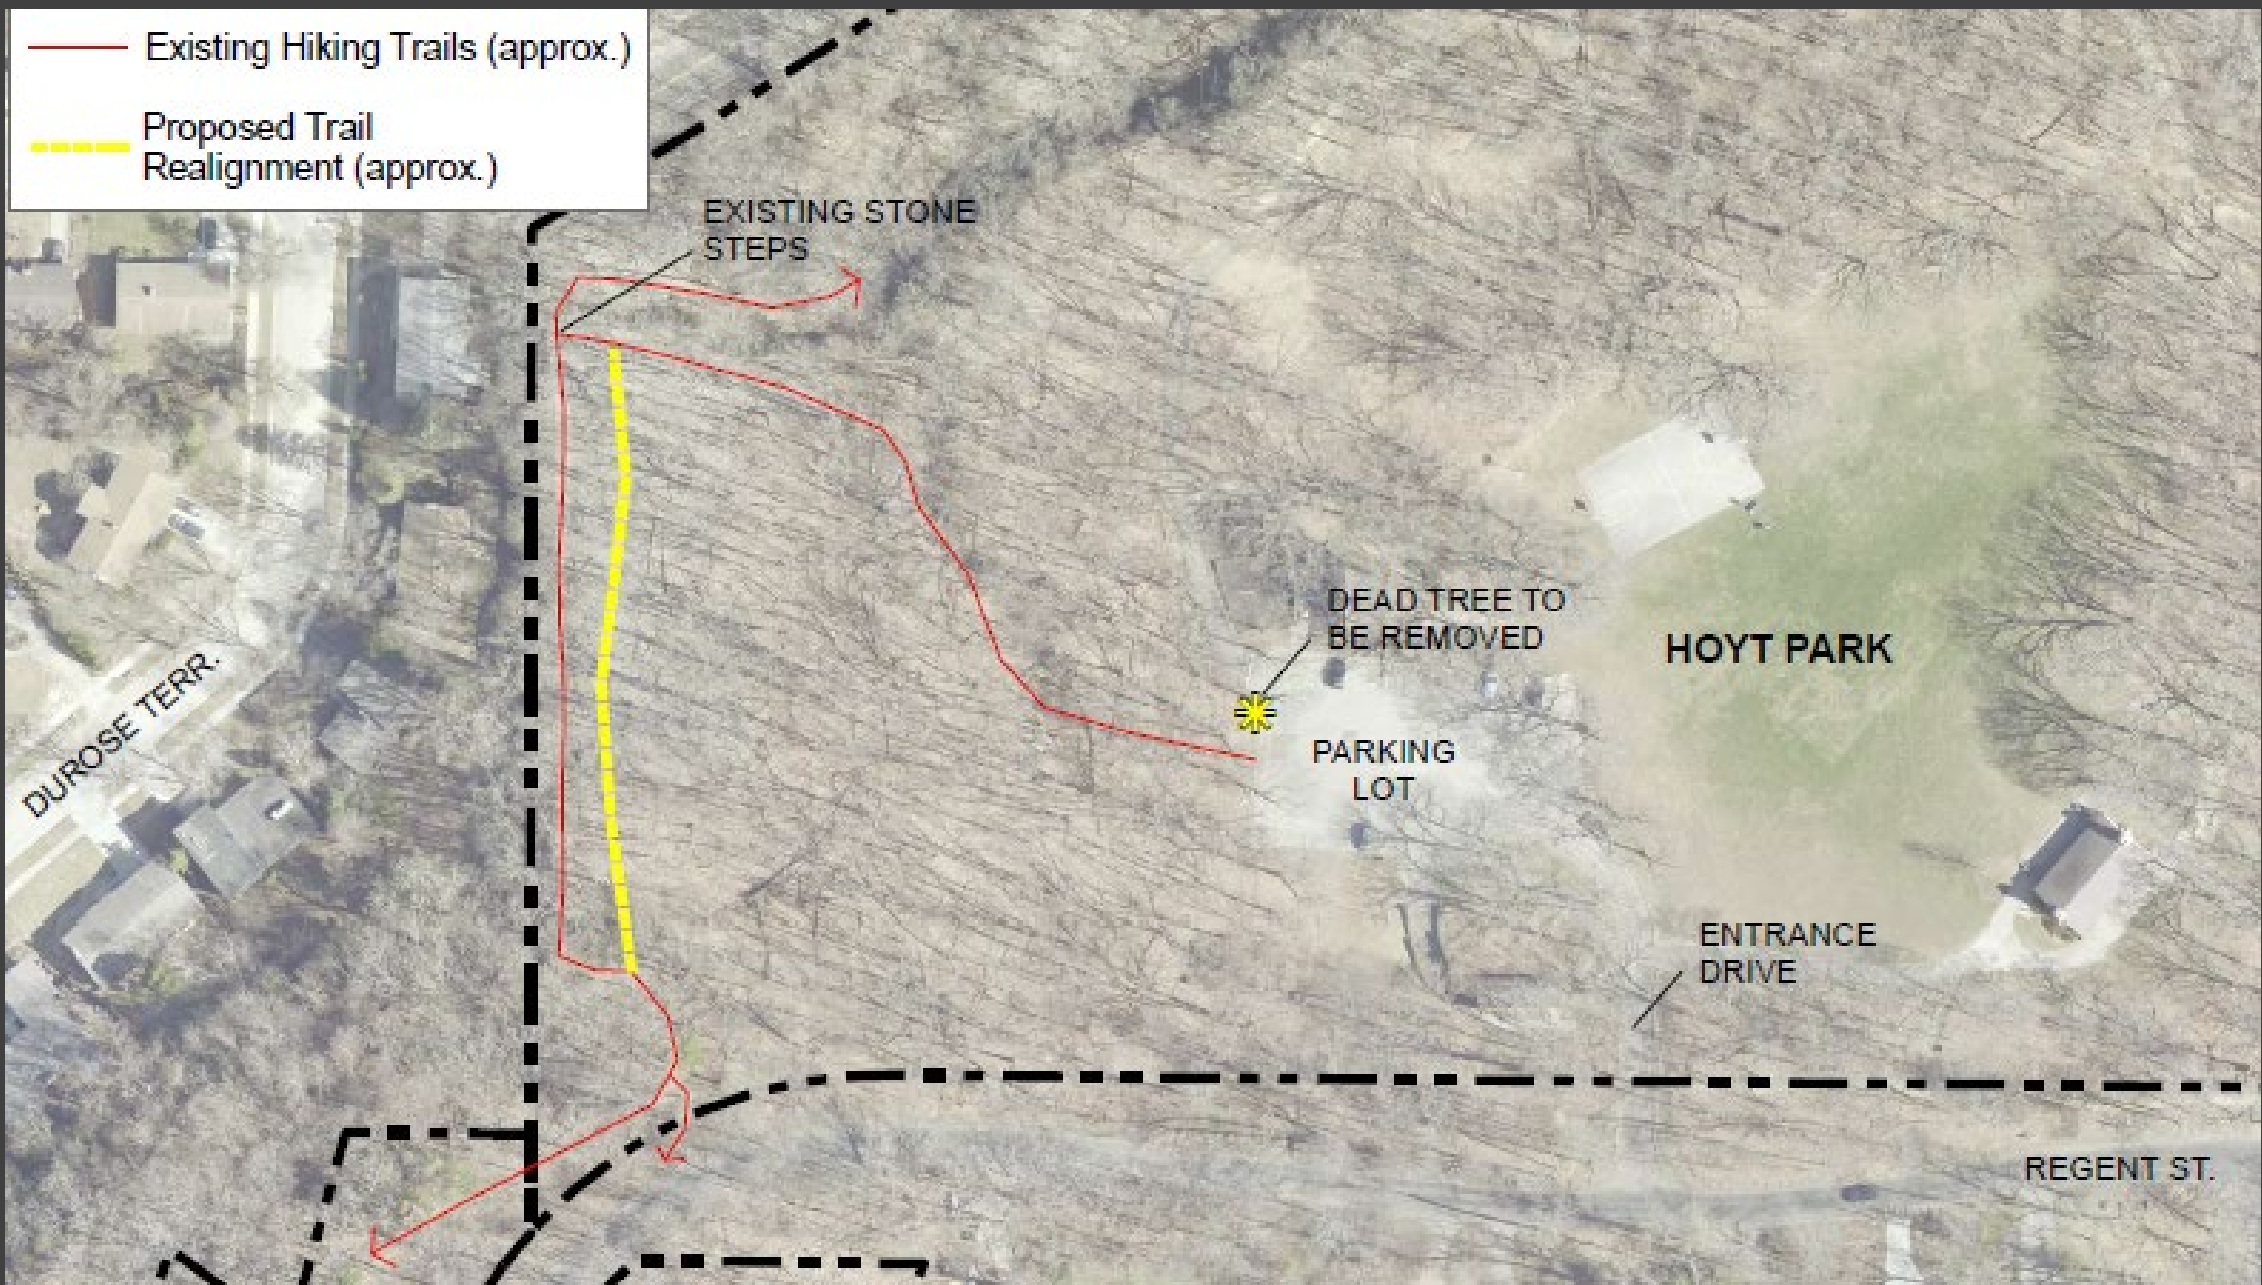 Existing Hiking Trails (approx.)
Proposed Trail
Realignment (approx.)
EXISTING STONE
STEPS
DEAD TREE TO
BE REMOVED
HOYT PARK
DUROSE TERR.
PARKING
LOT
ENTRANCE
DRIVE
REGENT ST.